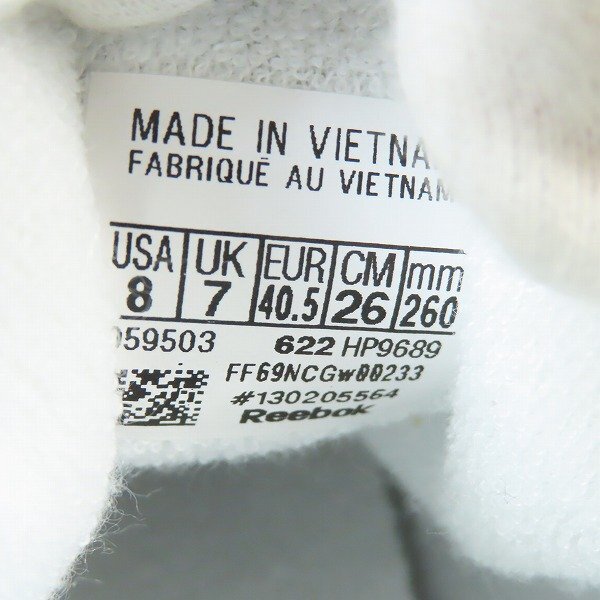 MADE IN VIETNA
FABRIQUÉ AU VIETNAM
USA UK EUR CM mm
8 7 40.5 26 260
059503 622 HP9689
FF69NCGW00233
#130205564
Reebok